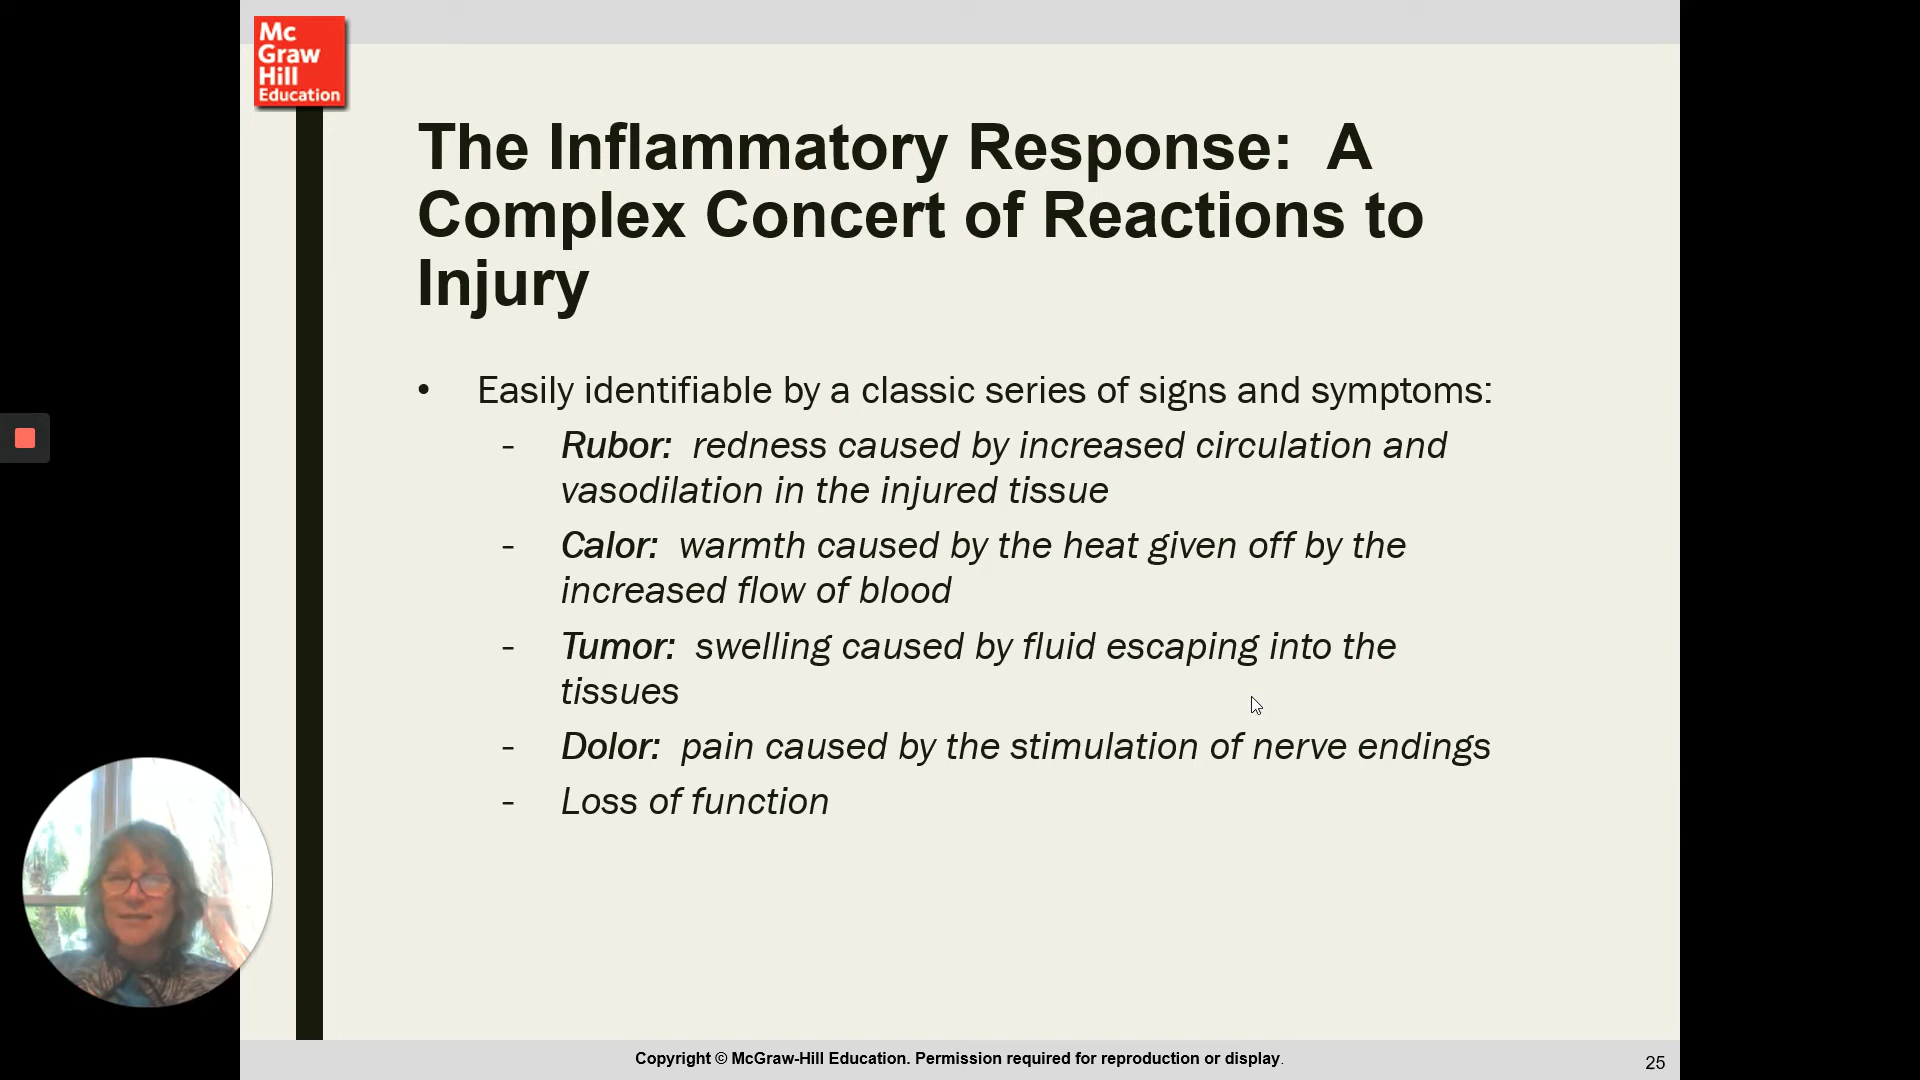 Mc
Graw
Hill
Education
The Inflammatory Response:  A
Complex Concert of Reactions to
Injury
• Easily identifiable by a classic series of signs and symptoms:
- Rubor:  redness caused by increased circulation and
vasodilation in the injured tissue
- Calor:  warmth caused by the heat given off by the
increased flow of blood
- Tumor:  swelling caused by fluid escaping into the
tissues
- Dolor:  pain caused by the stimulation of nerve endings
- Loss of function
Copyright © McGraw-Hill Education. Permission required for reproduction or display.
25